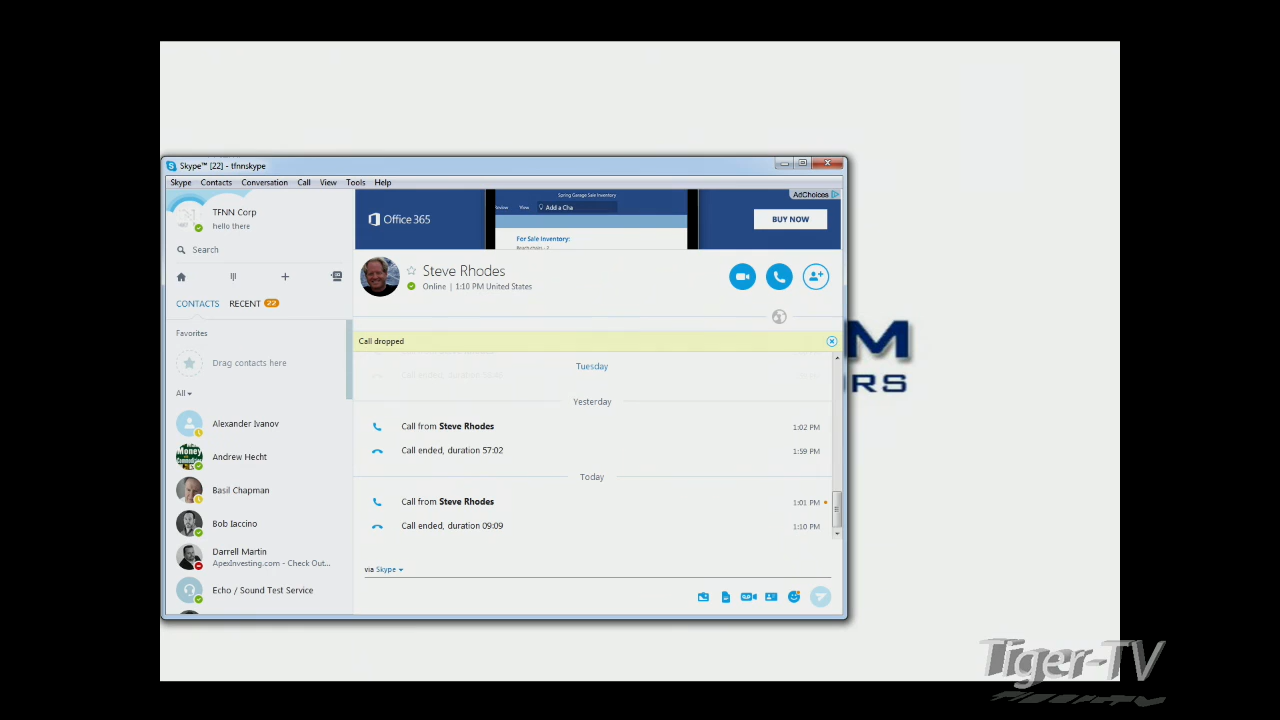 Skype™ [22] - tfnnskype
Skype Contacts Conversation Call View Tools Help
TFNN Corp
hello there
Search
CONTACTS RECENT 22
Favorites
Drag contacts here
All
Alexander Ivanov
Money
Andrew Hecht
Basil Chapman
Bob Iaccino
Darrell Martin
ApexInvesting.com - Check Out...
Echo / Sound Test Service
Spring Garage Sale Inventory
AdChoices
View Add a Cha
Office 365
BUY NOW
For Sale Inventory:
Steve Rhodes
Online | 1:10 PM United States
Call dropped
Tuesday
Yesterday
Call from Steve Rhodes 1:02 PM
Call ended, duration 57:02 1:59 PM
Today
Call from Steve Rhodes 1:01 PM
Call ended, duration 09:09 1:10 PM
via Skype
M
RS
Tiger-TV